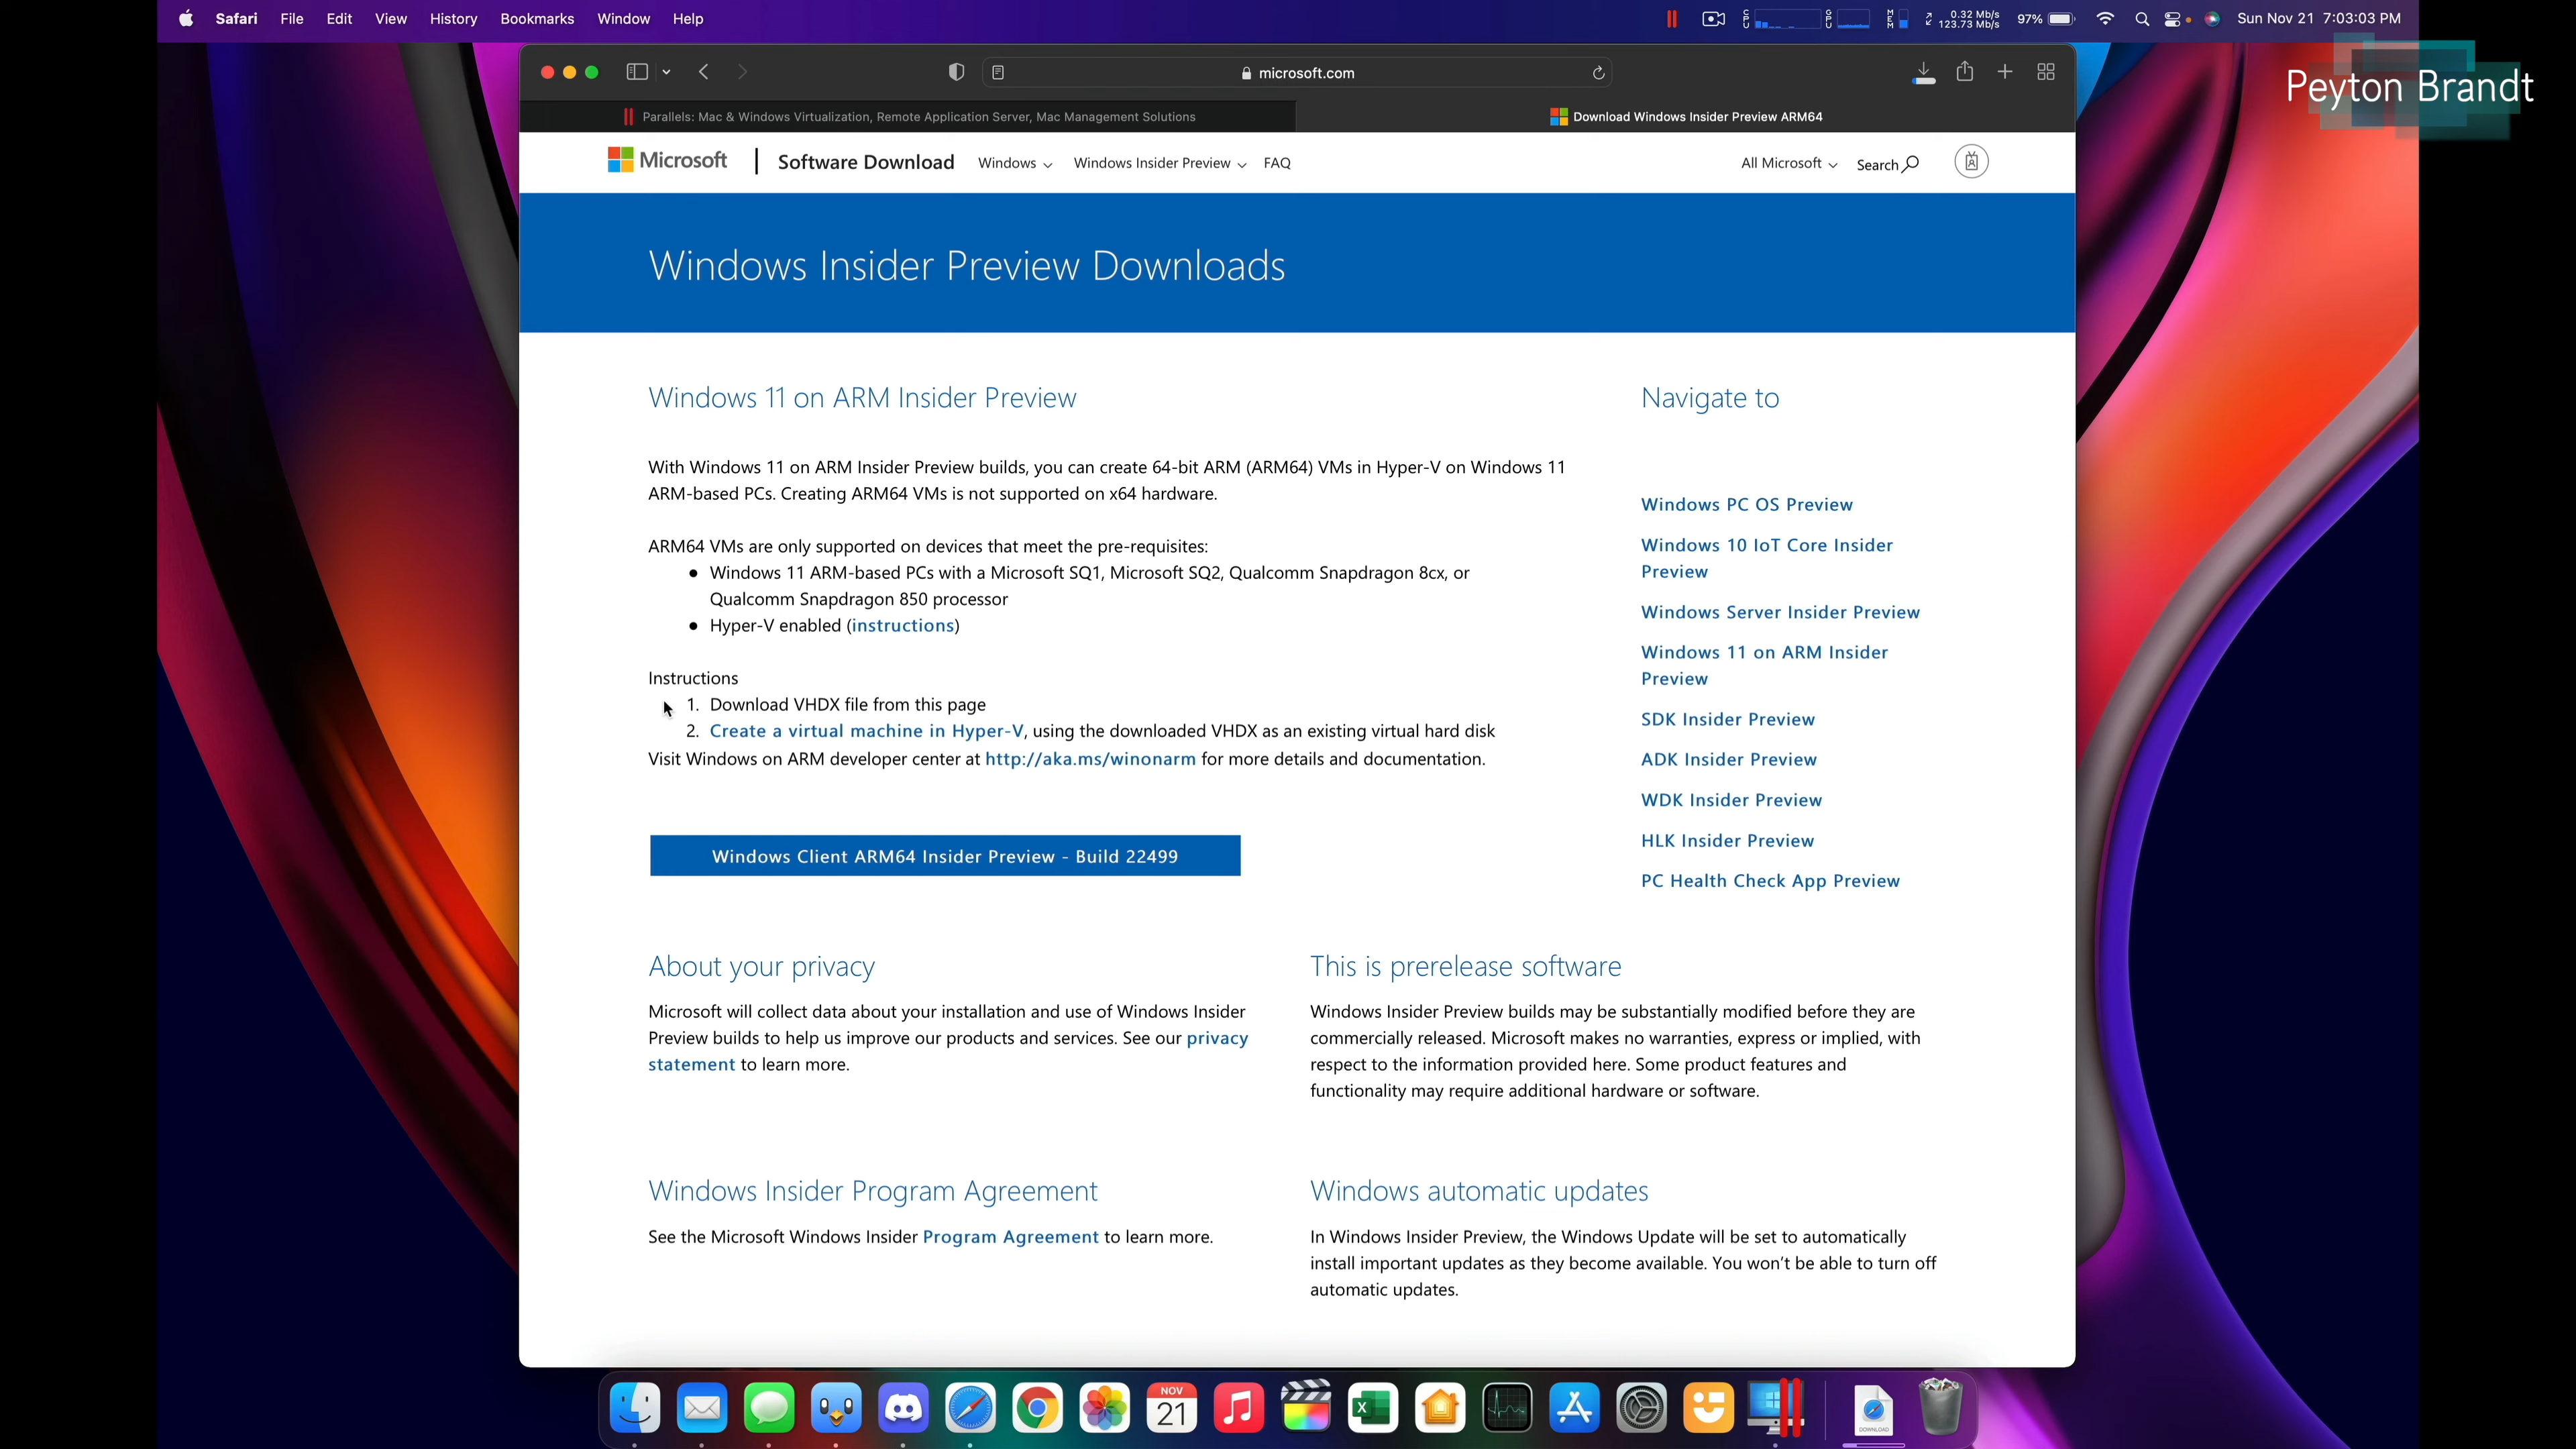 Safari File Edit View History Bookmarks Window Help
CPU GPU MEM 0.32 Mb/s 123.73 Mb/s 97% Sun Nov 21 7:03:03 PM
Peyton Brandt
microsoft.com
Parallels: Mac & Windows Virtualization, Remote Application Server, Mac Management Solutions
Download Windows Insider Preview ARM64
Microsoft Software Download Windows Windows Insider Preview FAQ All Microsoft Search
Windows Insider Preview Downloads
Windows 11 on ARM Insider Preview
With Windows 11 on ARM Insider Preview builds, you can create 64-bit ARM (ARM64) VMs in Hyper-V on Windows 11
ARM-based PCs. Creating ARM64 VMs is not supported on x64 hardware.
ARM64 VMs are only supported on devices that meet the pre-requisites:
● Windows 11 ARM-based PCs with a Microsoft SQ1, Microsoft SQ2, Qualcomm Snapdragon 8cx, or
Qualcomm Snapdragon 850 processor
● Hyper-V enabled (instructions)
Instructions
1. Download VHDX file from this page
2. Create a virtual machine in Hyper-V, using the downloaded VHDX as an existing virtual hard disk
Visit Windows on ARM developer center at http://aka.ms/winonarm for more details and documentation.
Windows Client ARM64 Insider Preview - Build 22499
Navigate to
Windows PC OS Preview
Windows 10 IoT Core Insider
Preview
Windows Server Insider Preview
Windows 11 on ARM Insider
Preview
SDK Insider Preview
ADK Insider Preview
WDK Insider Preview
HLK Insider Preview
PC Health Check App Preview
About your privacy
Microsoft will collect data about your installation and use of Windows Insider
Preview builds to help us improve our products and services. See our privacy
statement to learn more.
This is prerelease software
Windows Insider Preview builds may be substantially modified before they are
commercially released. Microsoft makes no warranties, express or implied, with
respect to the information provided here. Some product features and
functionality may require additional hardware or software.
Windows Insider Program Agreement
See the Microsoft Windows Insider Program Agreement to learn more.
Windows automatic updates
In Windows Insider Preview, the Windows Update will be set to automatically
install important updates as they become available. You won't be able to turn off
automatic updates.
NOV
21
X
DOWNLOAD